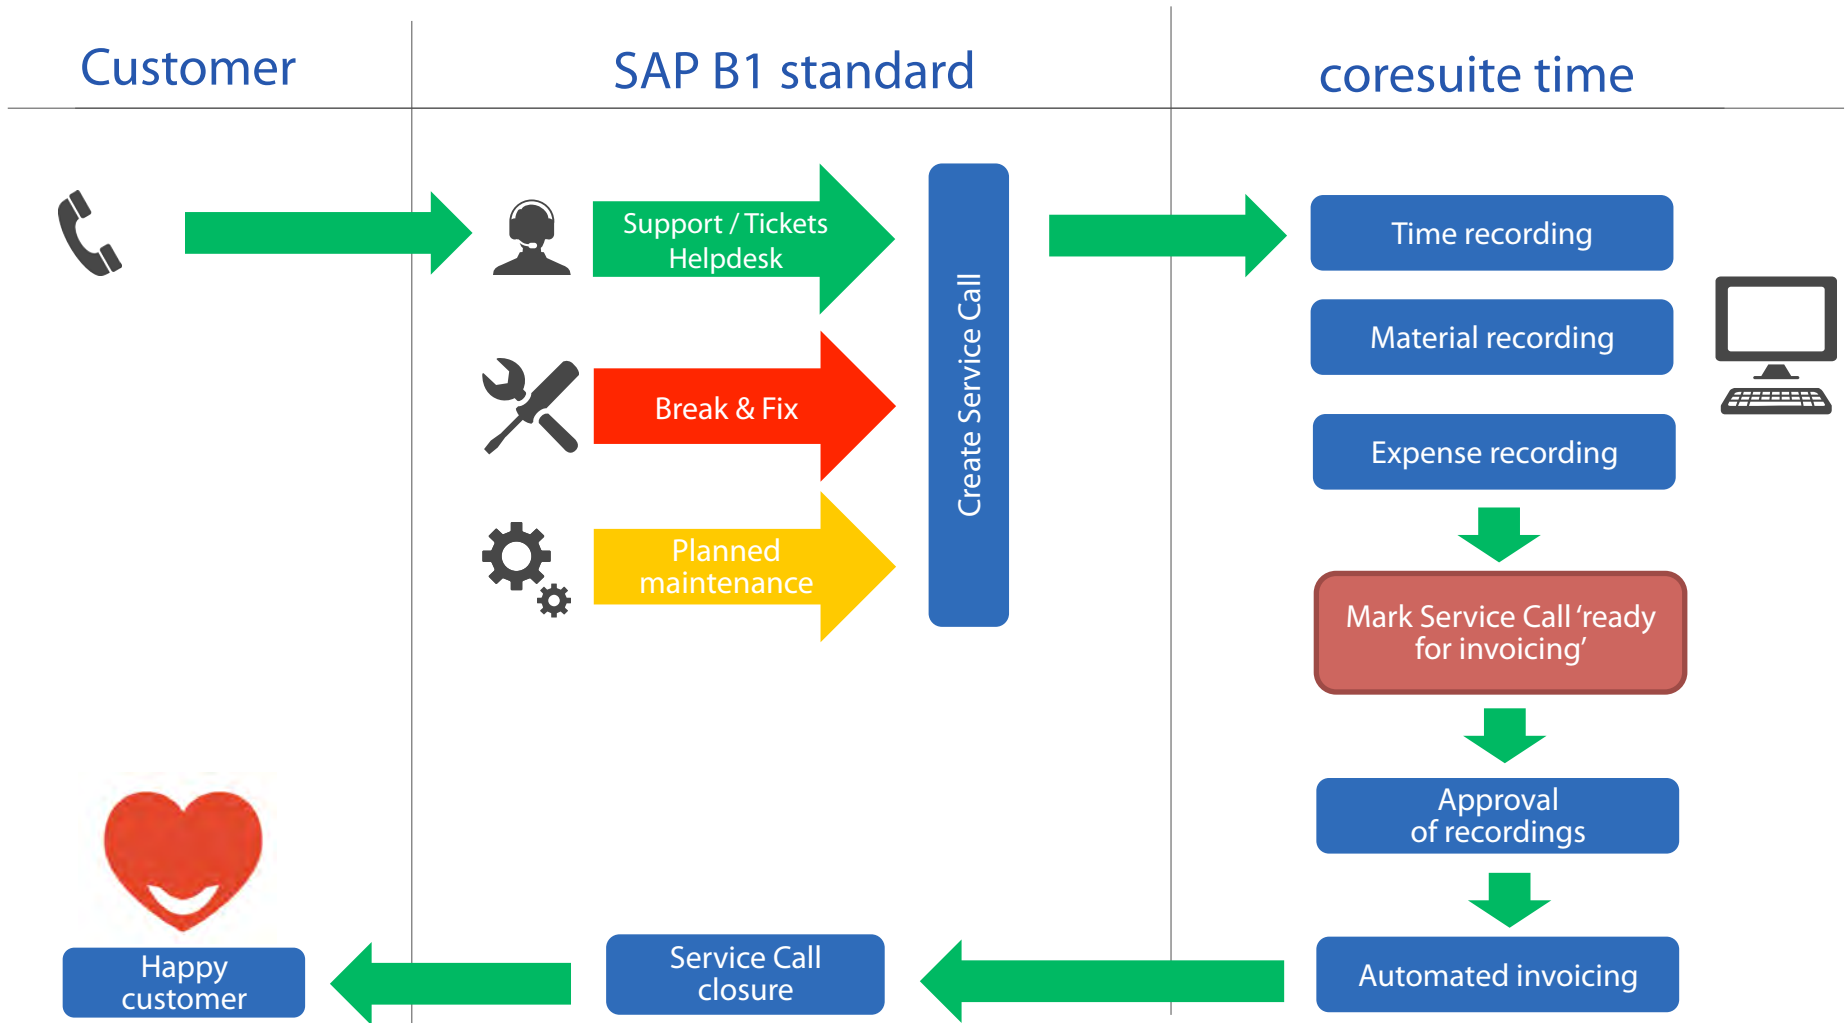 Customer
SAP B1 standard
coresuite time
Support / Tickets
Helpdesk
Break & Fix
Planned
maintenance
Create Service Call
Time recording
Material recording
Expense recording
Mark Service Call ‘ready
for invoicing’
Approval
of recordings
Automated invoicing
Service Call
closure
Happy
customer